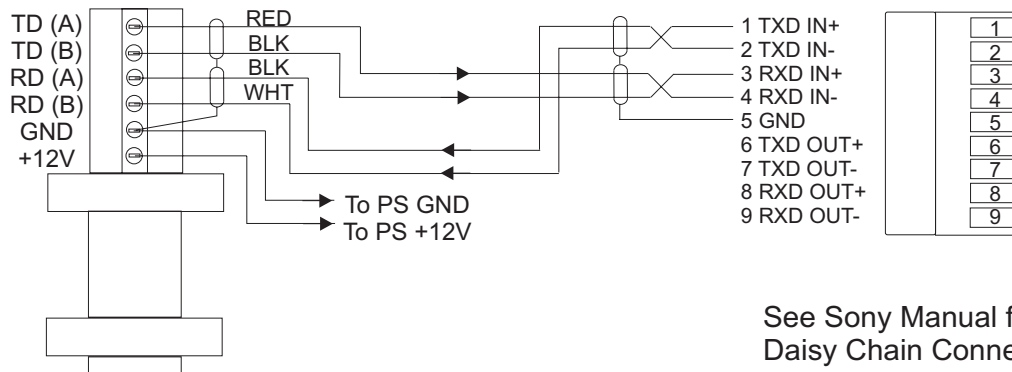 TD (A)
TD (B)
RD (A)
RD (B)
GND
+12V
RED
BLK
BLK
WHT
To PS GND
To PS +12V
1 TXD IN+
2 TXD IN-
3 RXD IN+
4 RXD IN-
5 GND
6 TXD OUT+
7 TXD OUT-
8 RXD OUT+
9 RXD OUT-
1
2
3
4
5
6
7
8
9
See Sony Manual f
Daisy Chain Conne